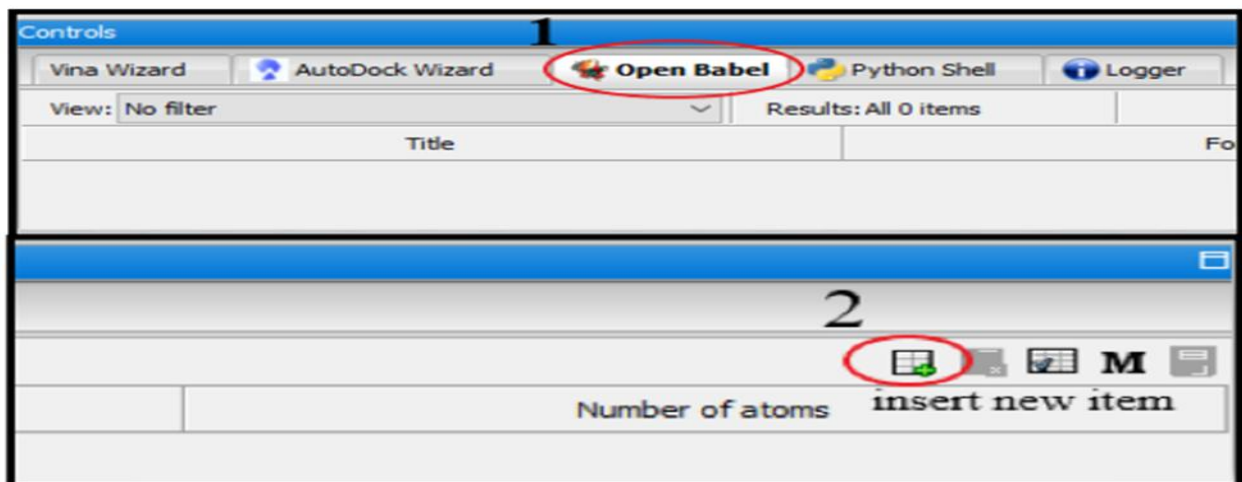 1
Controls
Vina Wizard AutoDock Wizard Open Babel Python Shell Logger
View: No filter Results: All 0 items
Title Fo
2
M
insert new item
Number of atoms